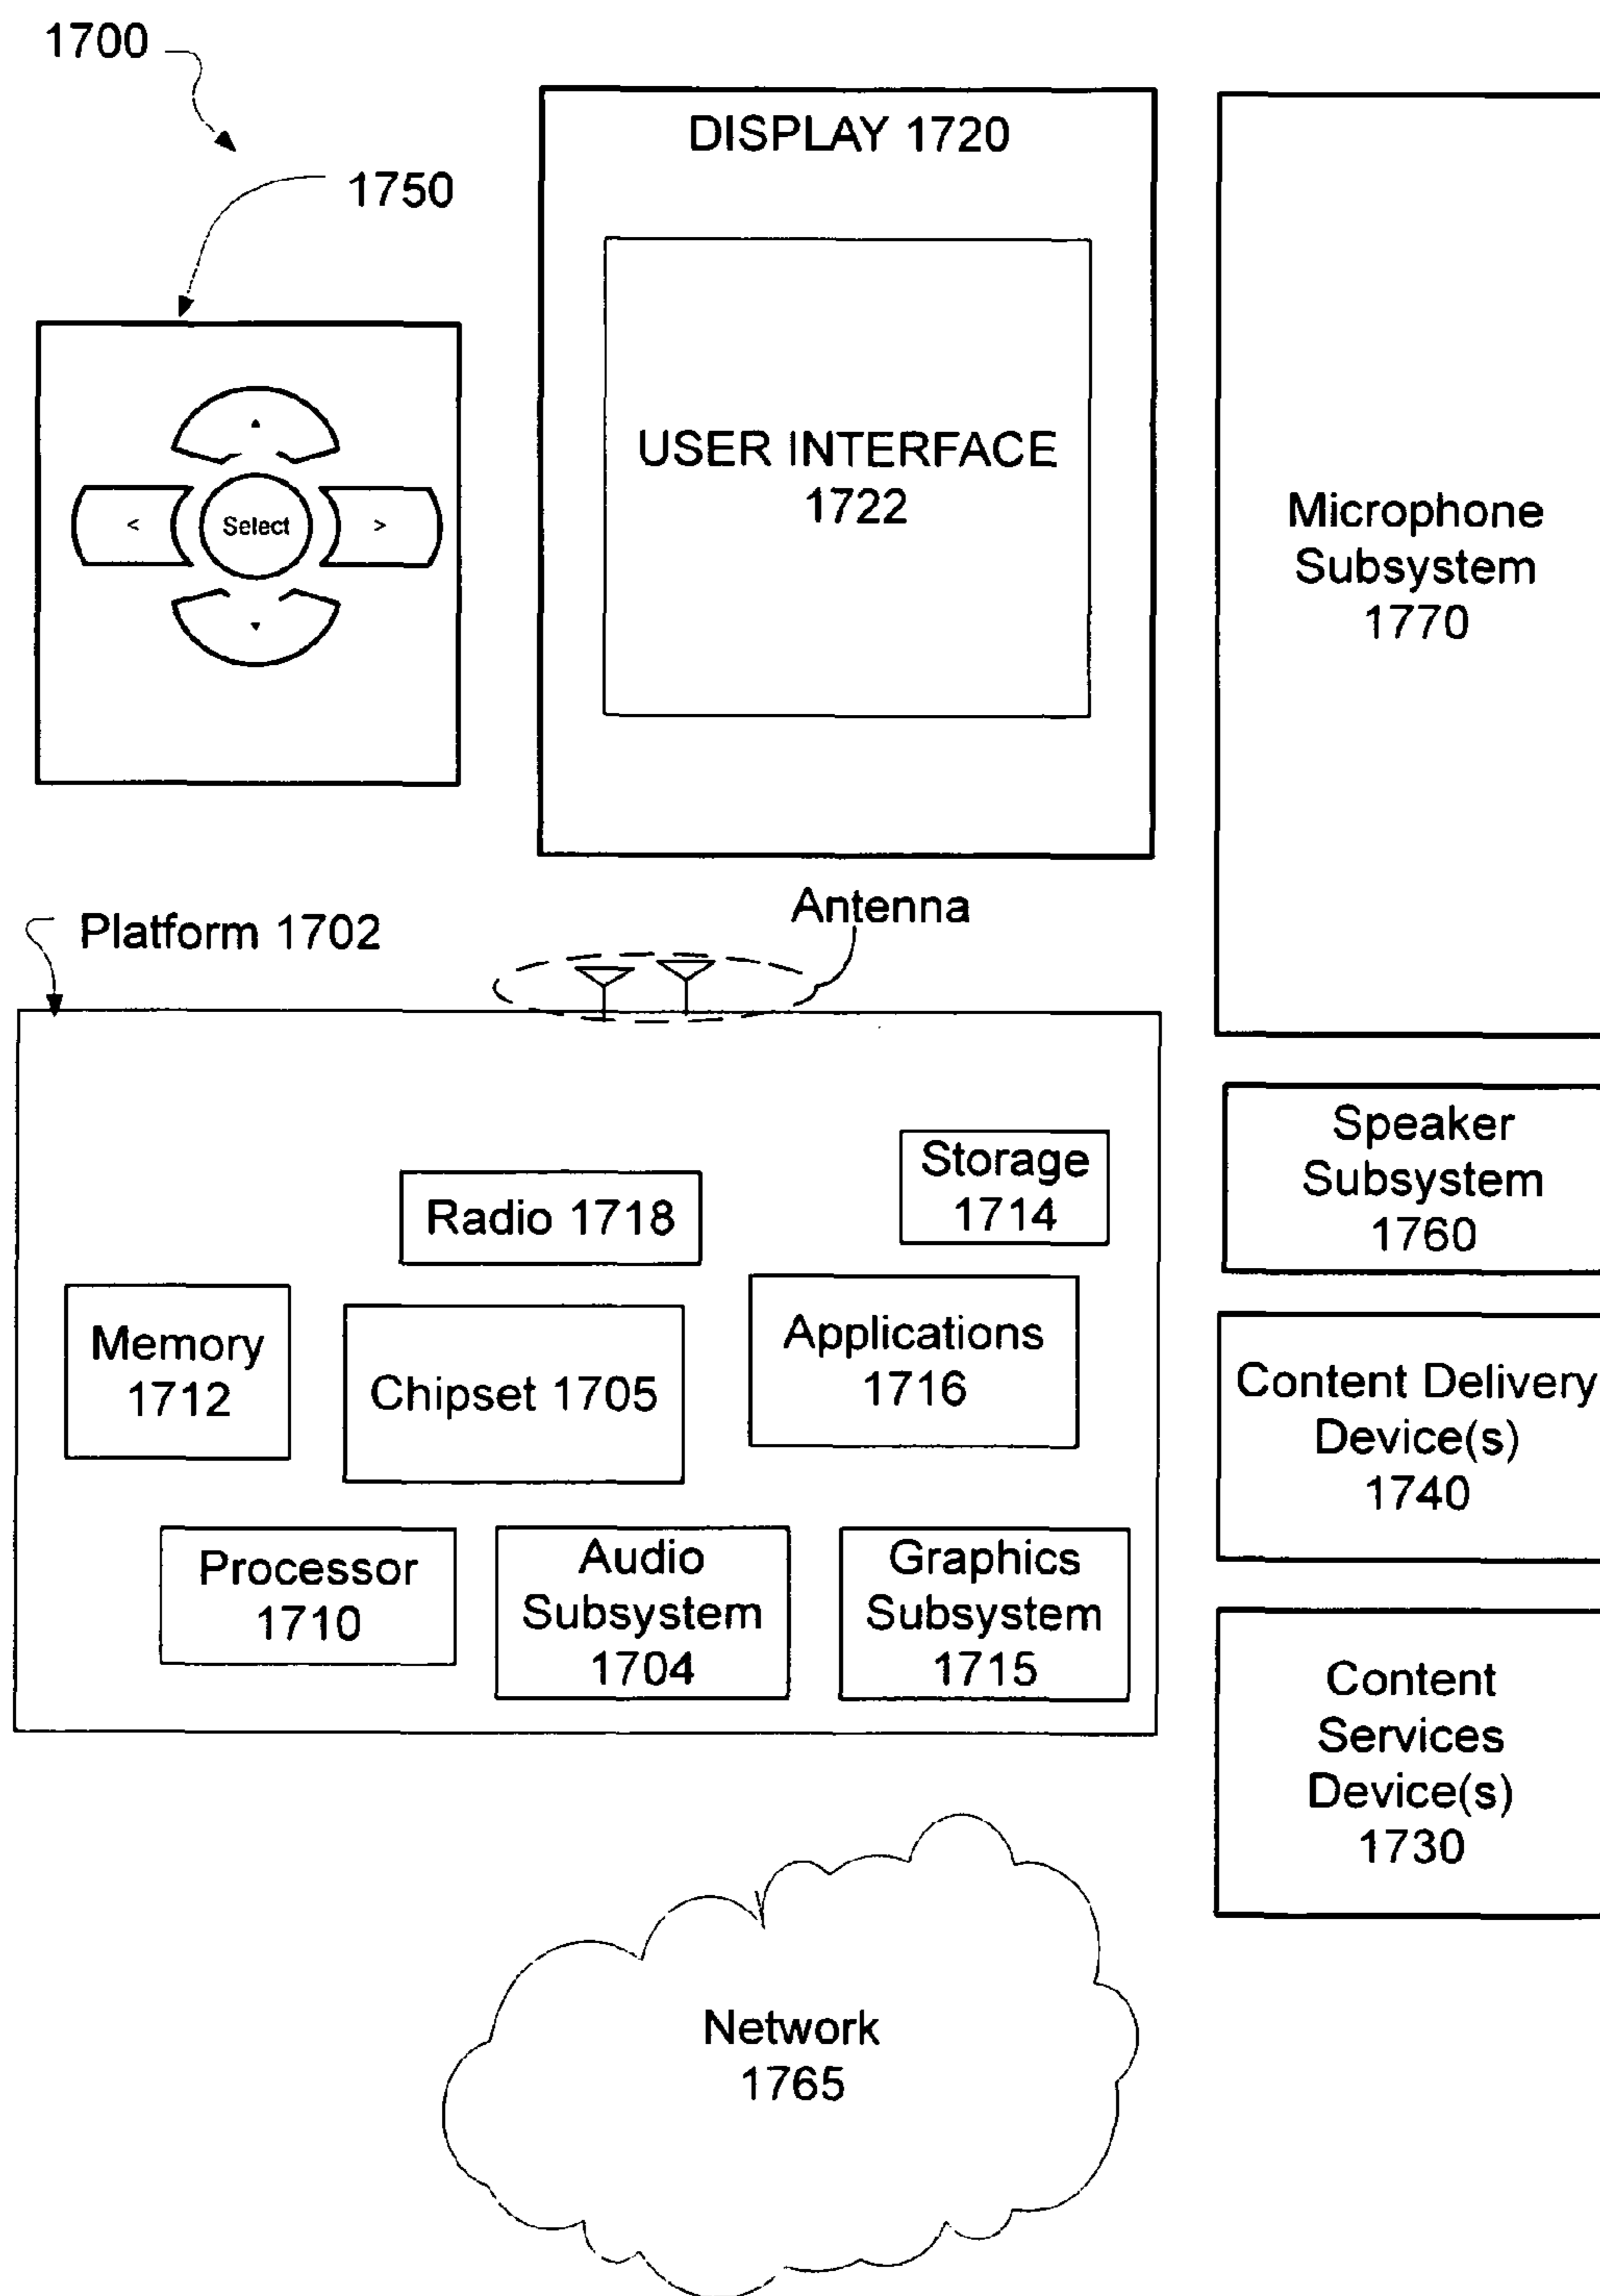 1700
1750
DISPLAY 1720
USER INTERFACE
1722
<
Select
>
Microphone
Subsystem
1770
Platform 1702
Antenna
Storage
1714
Radio 1718
Memory
1712
Chipset 1705
Applications
1716
Processor
1710
Audio
Subsystem
1704
Graphics
Subsystem
1715
Speaker
Subsystem
1760
Content Delivery
Device(s)
1740
Content
Services
Device(s)
1730
Network
1765